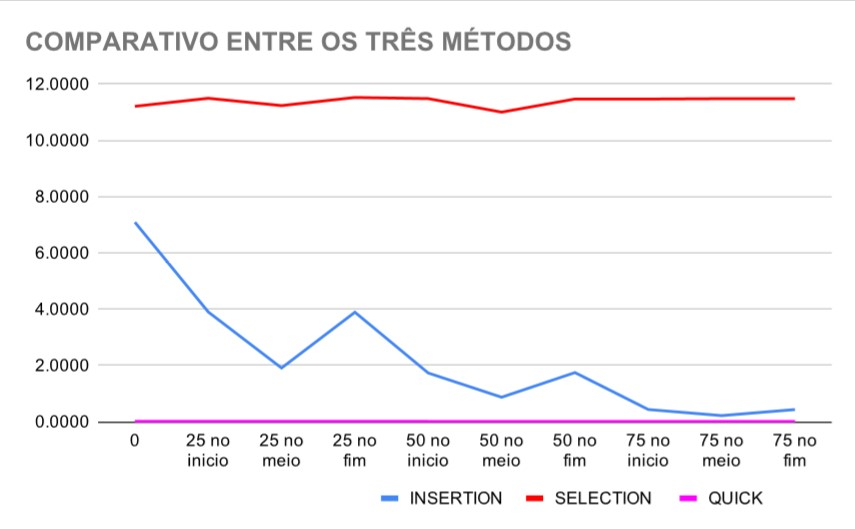 COMPARATIVO ENTRE OS TRÊS MÉTODOS
12.0000
10.0000
8.0000
6.0000
4.0000
2.0000
0.0000
0
25 no
inicio
25 no
meio
25 no
fim
50 no
inicio
50 no
meio
50 no
fim
75 no
inicio
75 no
meio
75 no
fim
INSERTION
SELECTION
QUICK